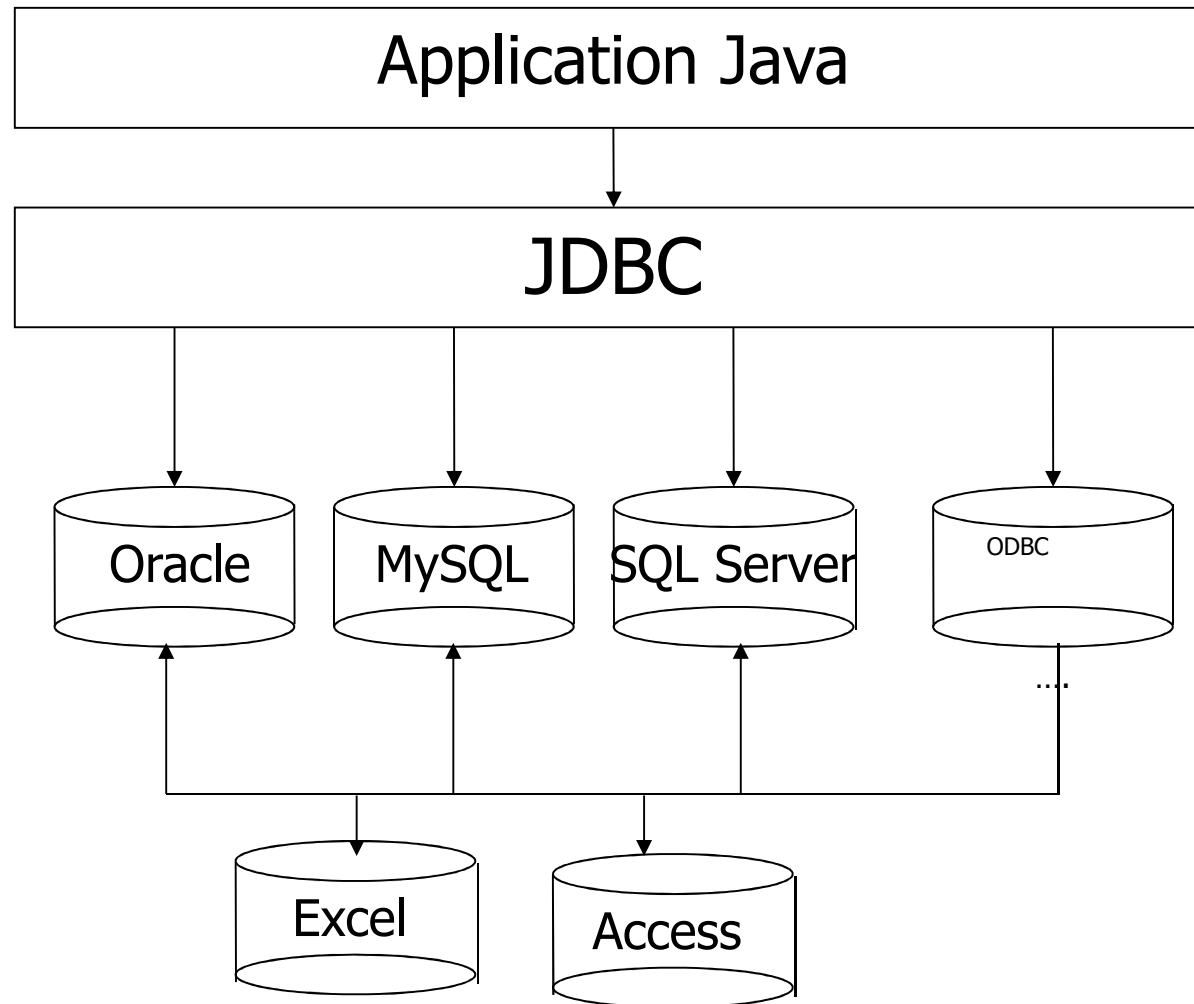 Application Java
JDBC
Oracle
MySQL
SQL Server
ODBC
....
Excel
Access